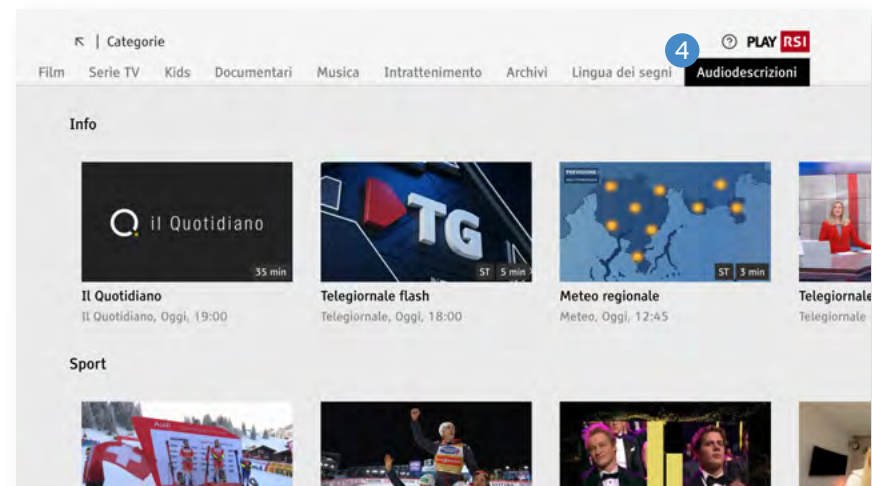 Categorie
4
PLAY RSI
Film Serie TV Kids Documentari Musica Intrattenimento Archivi Lingua dei segni Audiodescrizioni
Info
il Quotidiano
35 min
TG
ST 5 min
ST 3 min
Il Quotidiano
Il Quotidiano, Oggi, 19:00
Telegiornale flash
Telegiornale, Oggi, 18:00
Meteo regionale
Meteo, Oggi, 12:45
Telegiornale
Telegiornale
Sport
Audi